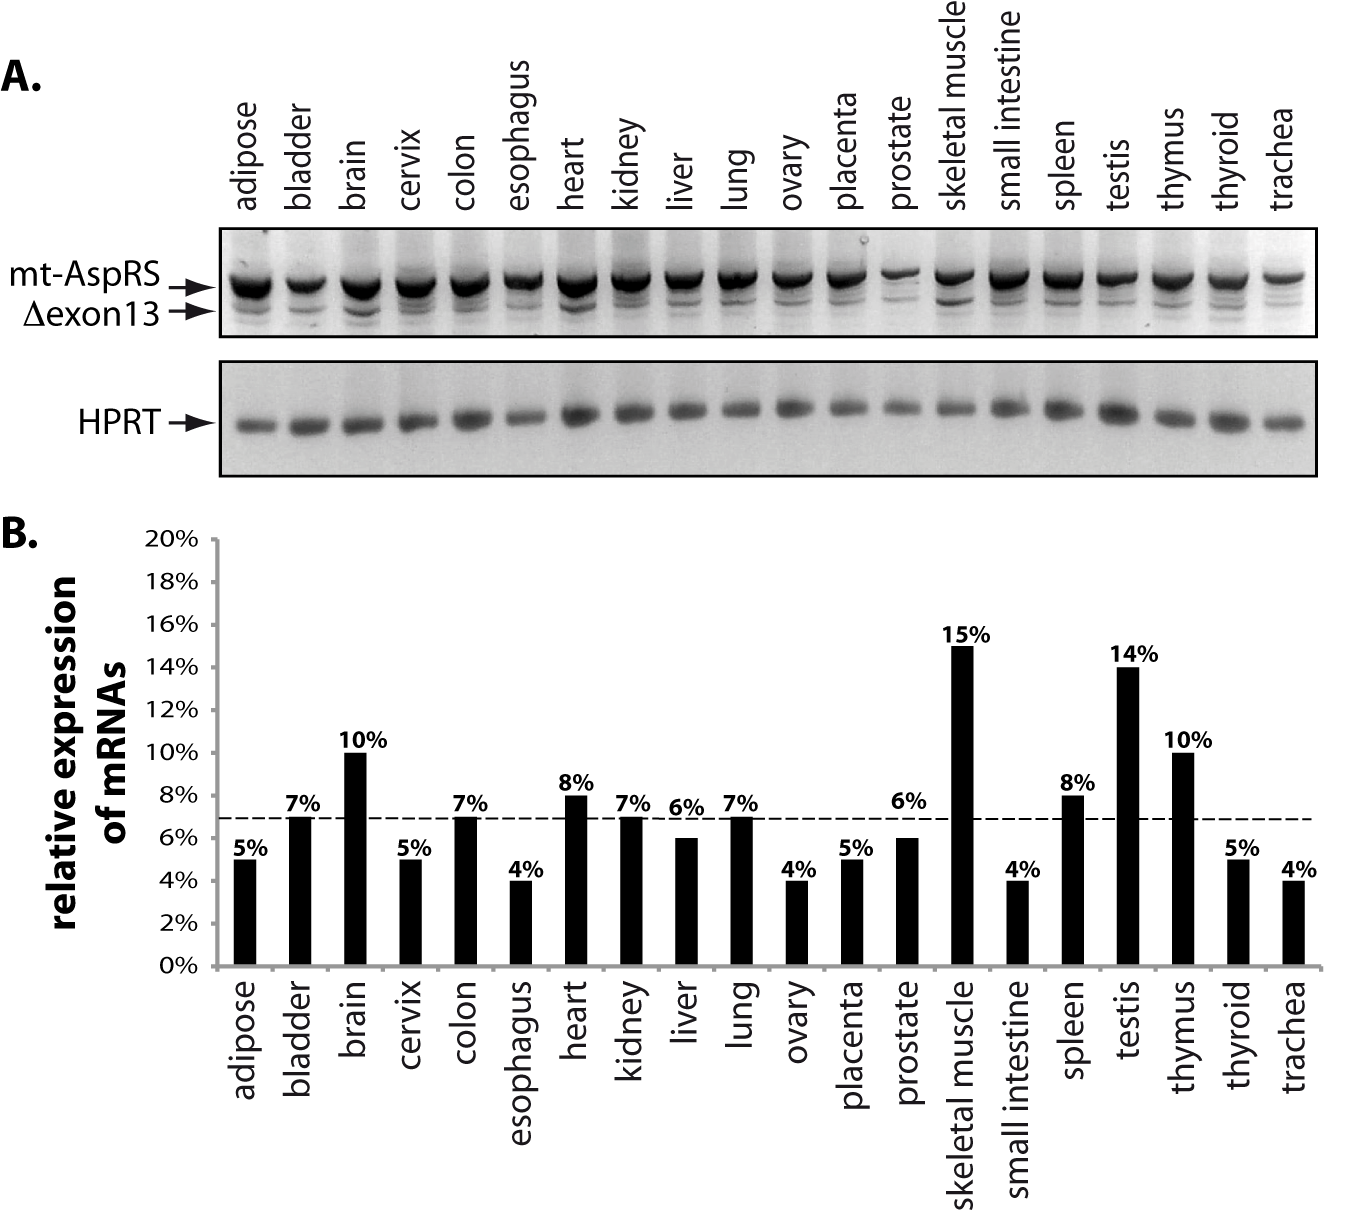 A.
adipose
bladder
brain
cervix
colon
esophagus
heart
kidney
liver
lung
ovary
placenta
prostate
skeletal muscle
small intestine
spleen
testis
thymus
thyroid
trachea
mt-AspRS
Δexon13
HPRT
B.
relative expression
of mRNAs
20%
18%
16%
14%
12%
10%
8%
6%
4%
2%
0%
5%
7%
10%
5%
7%
4%
8%
7%
6%
7%
4%
5%
6%
15%
4%
8%
14%
10%
5%
4%
adipose
bladder
brain
cervix
colon
esophagus
heart
kidney
liver
lung
ovary
placenta
prostate
skeletal muscle
small intestine
spleen
testis
thymus
thyroid
trachea